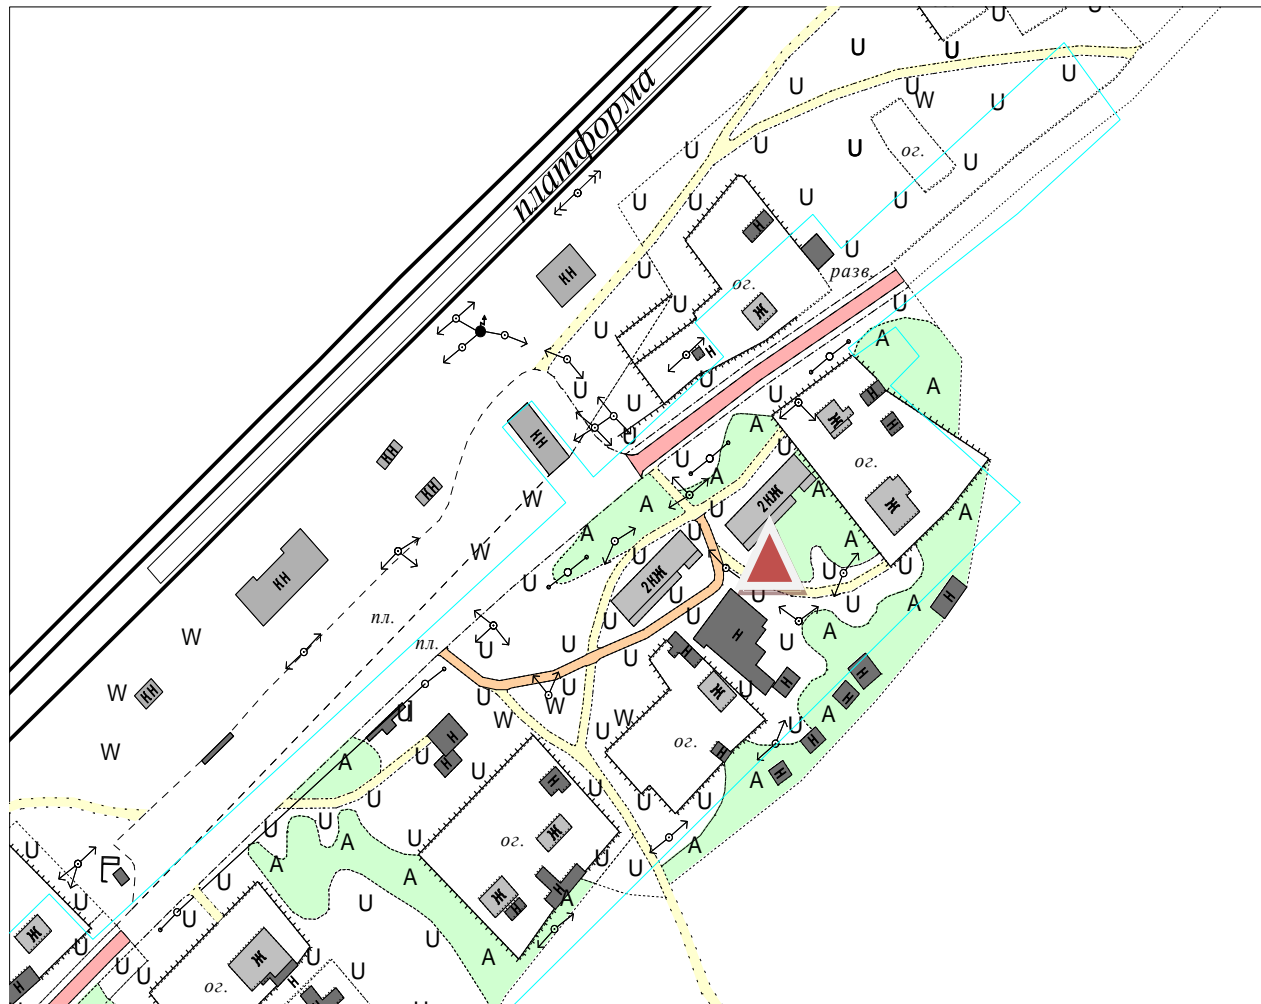 платформа
ог.
разв.
ог.
Н
Ж
Н
КН
КН
КН
КН
КН
КН
Ж
Н
Н
ог.
Ж
2КЖ
2КЖ
пл.
пл.
Н
Н
Ж
Н
Н
Н
Н
Н
Н
ог.
Н
Н
Н
Н
Ж
ог.
Ж
Н
Н
Ж
Н
Ж
Н
ог.
U
W
A